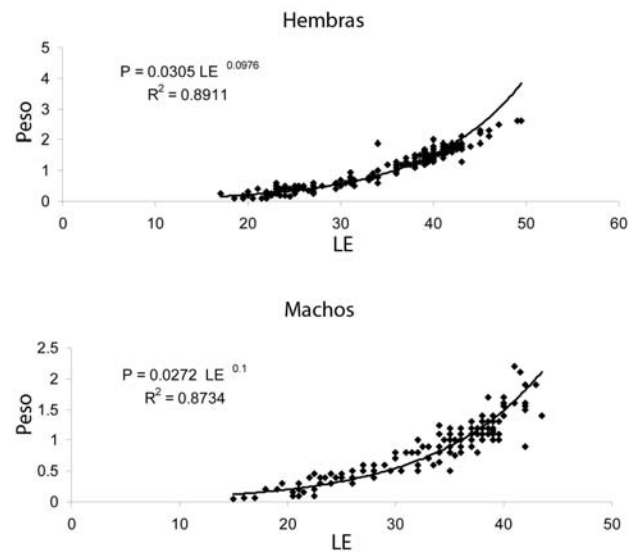 Hembras
P = 0.0305 LE 0.0976
R2 = 0.8911
Peso
5
4
3
2
1
0
0 10 20 30 40 50 60
LE
Machos
P = 0.0272 LE 0.1
R2 = 0.8734
Peso
2.5
2
1.5
1
0.5
0
0 10 20 30 40 50
LE